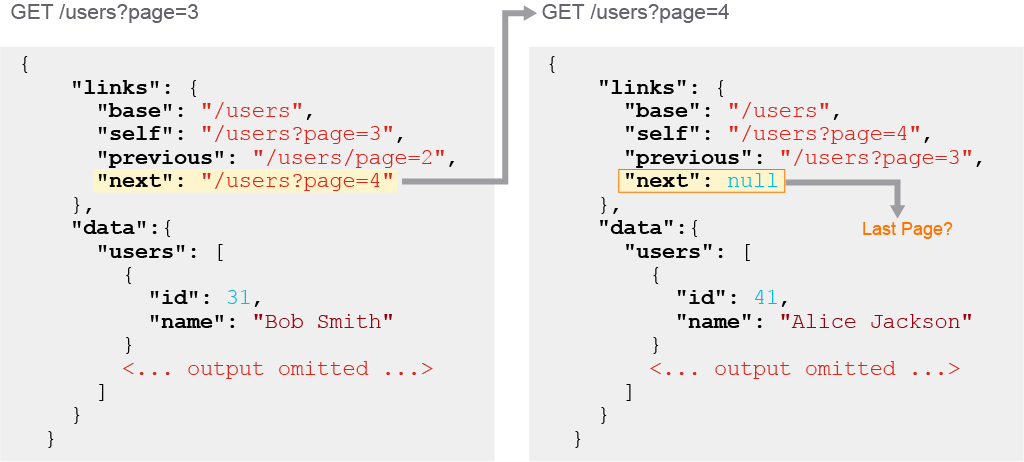 GET /users?page=3
{
"links": {
"base": "/users",
"self": "/users?page=3",
"previous": "/users/page=2",
"next": "/users?page=4"
},
"data":{
"users": [
{
"id": 31,
"name": "Bob Smith"
}
<... output omitted ...>
]
}
}
GET /users?page=4
{
"links": {
"base": "/users",
"self": "/users?page=4",
"previous": "/users?page=3",
"next": null
},
Last Page?
"data":{
"users": [
{
"id": 41,
"name": "Alice Jackson"
}
<... output omitted ...>
]
}
}